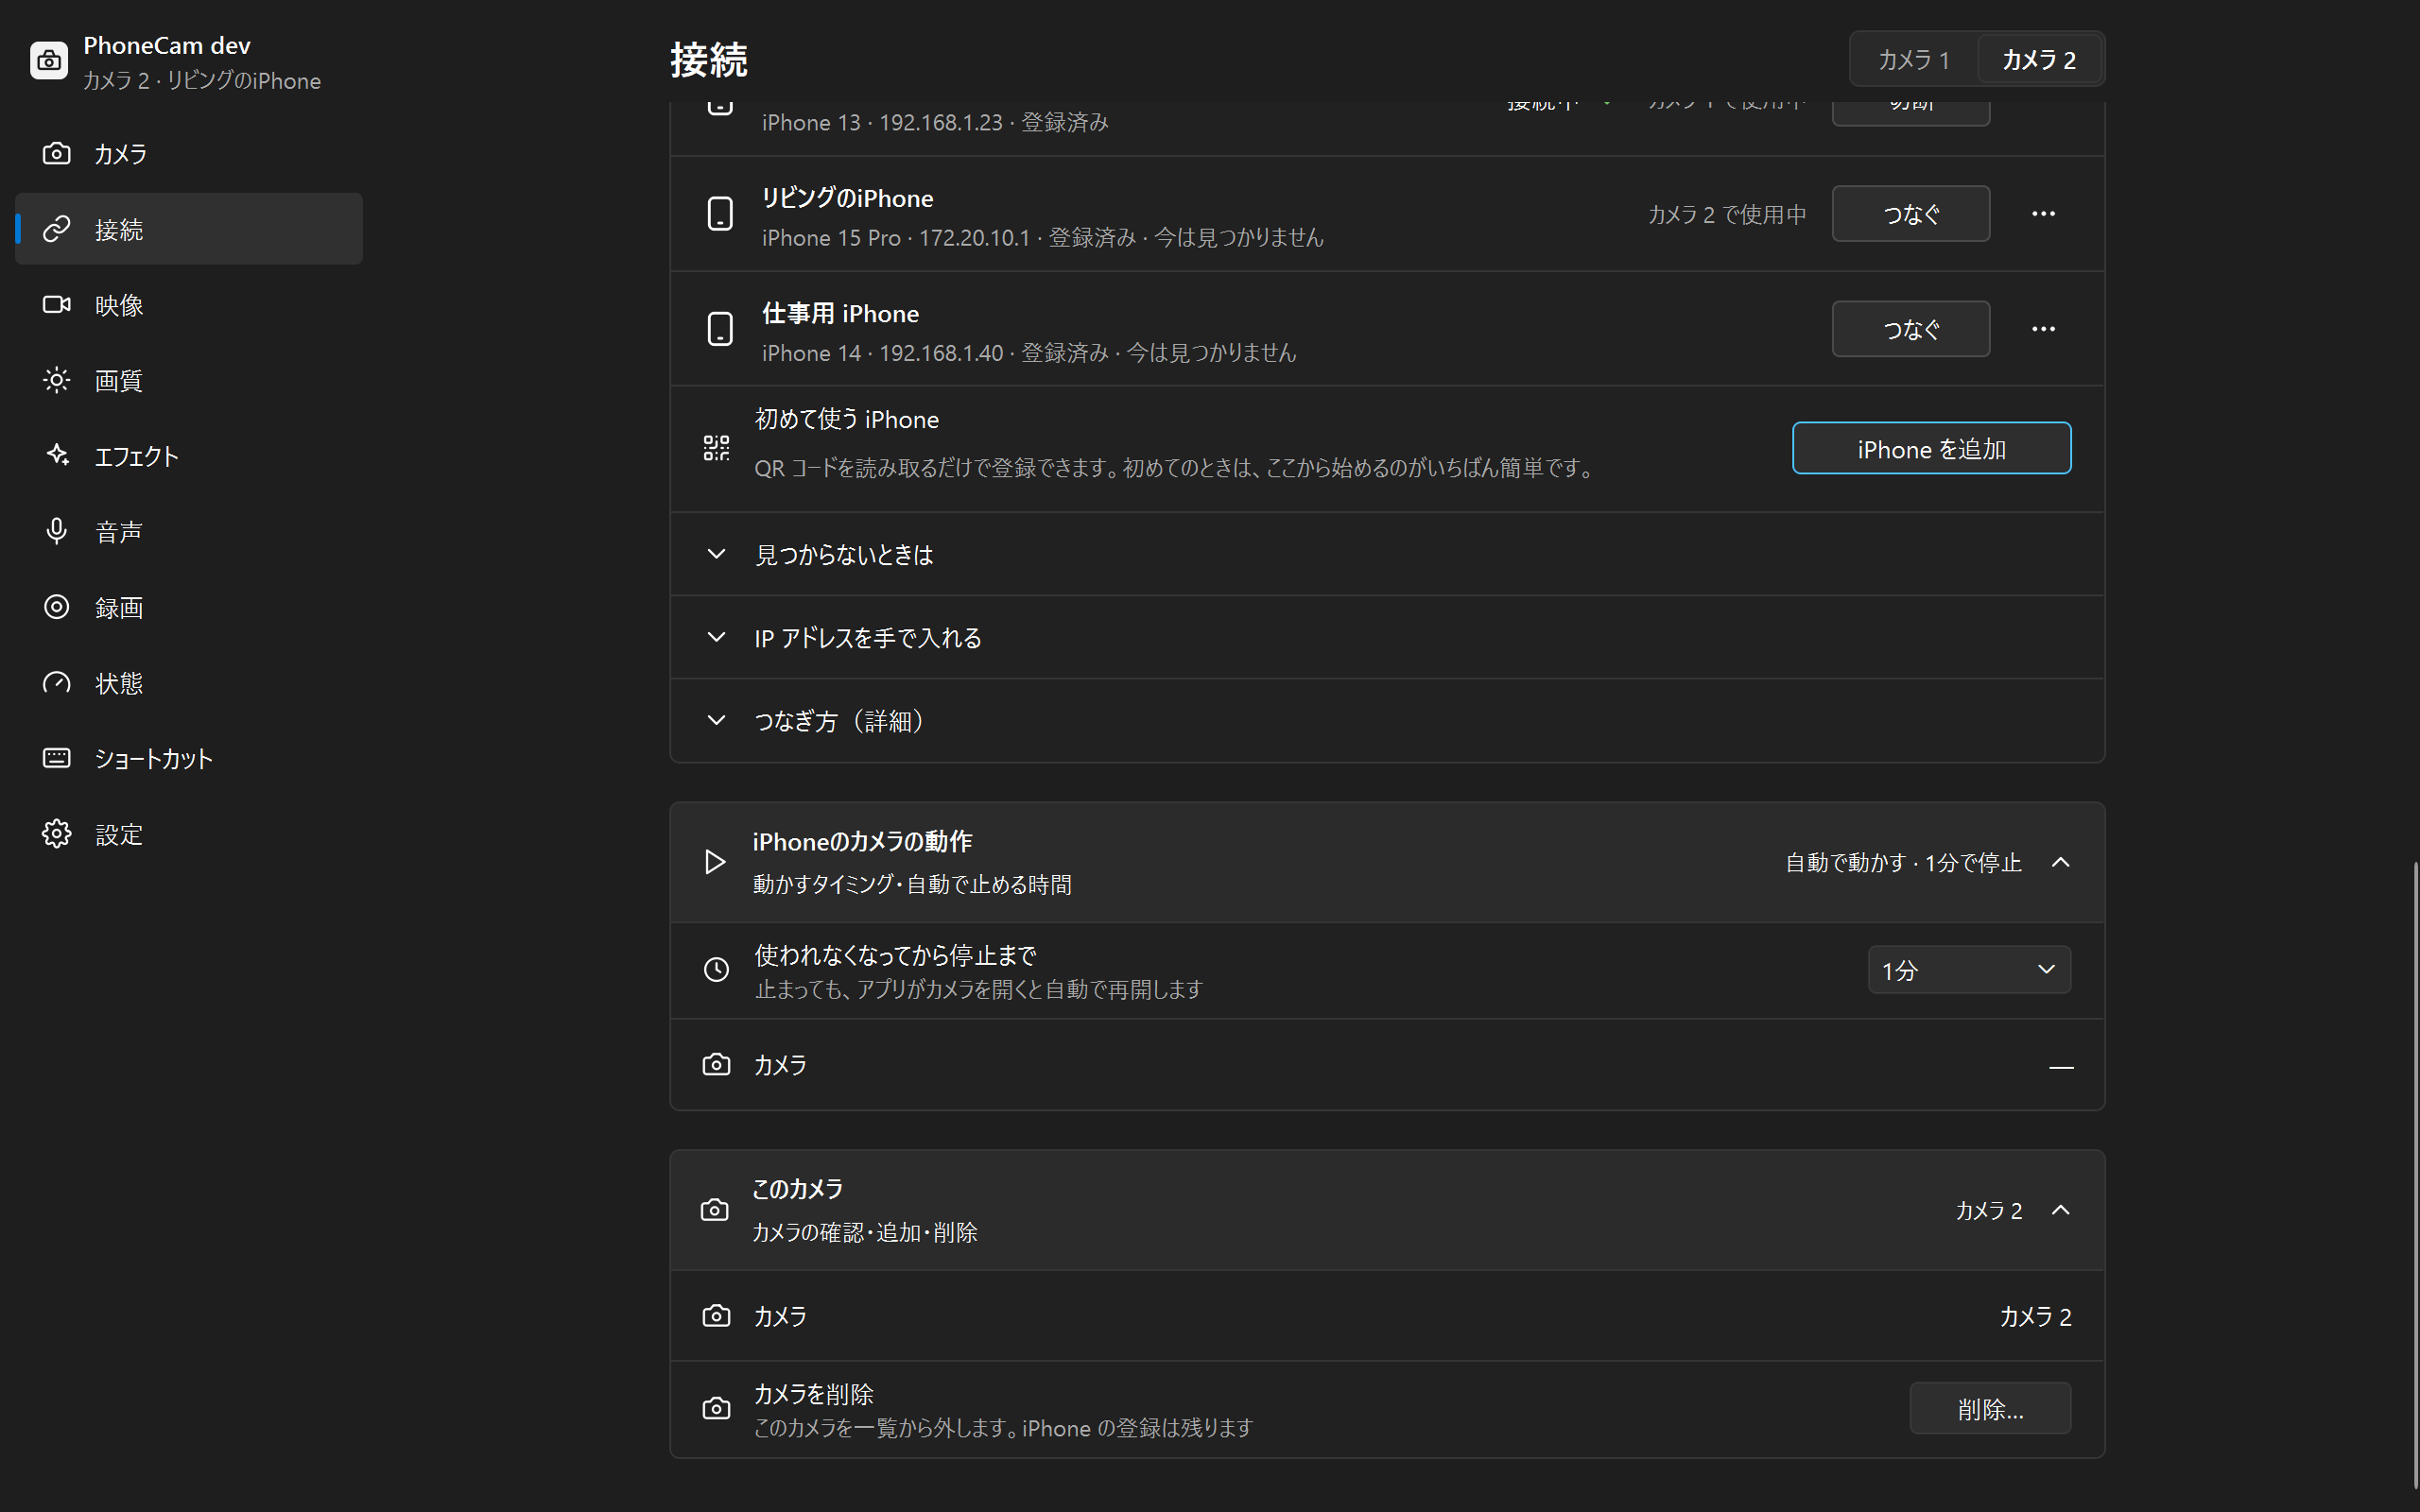 PhoneCam dev
カメラ 2 · リビングのiPhone
カメラ
接続
映像
画質
エフェクト
音声
録画
状態
ショートカット
設定
接続
カメラ 1
カメラ 2
iPhone 13 · 192.168.1.23 · 登録済み
接続中
カメラ 1 で使用中
切断
リビングのiPhone
iPhone 15 Pro · 172.20.10.1 · 登録済み · 今は見つかりません
カメラ 2 で使用中
つなぐ
仕事用 iPhone
iPhone 14 · 192.168.1.40 · 登録済み · 今は見つかりません
つなぐ
初めて使う iPhone
QR コードを読み取るだけで登録できます。初めてのときは、ここから始めるのがいちばん簡単です。
iPhone を追加
見つからないときは
IP アドレスを手で入れる
つなぎ方（詳細）
iPhoneのカメラの動作
動かすタイミング・自動で止める時間
自動で動かす · 1分で停止
使われなくなってから停止まで
止まっても、アプリがカメラを開くと自動で再開します
1分
カメラ
—
このカメラ
カメラの確認・追加・削除
カメラ 2
カメラ
カメラ 2
カメラを削除
このカメラを一覧から外します。iPhone の登録は残ります
削除...